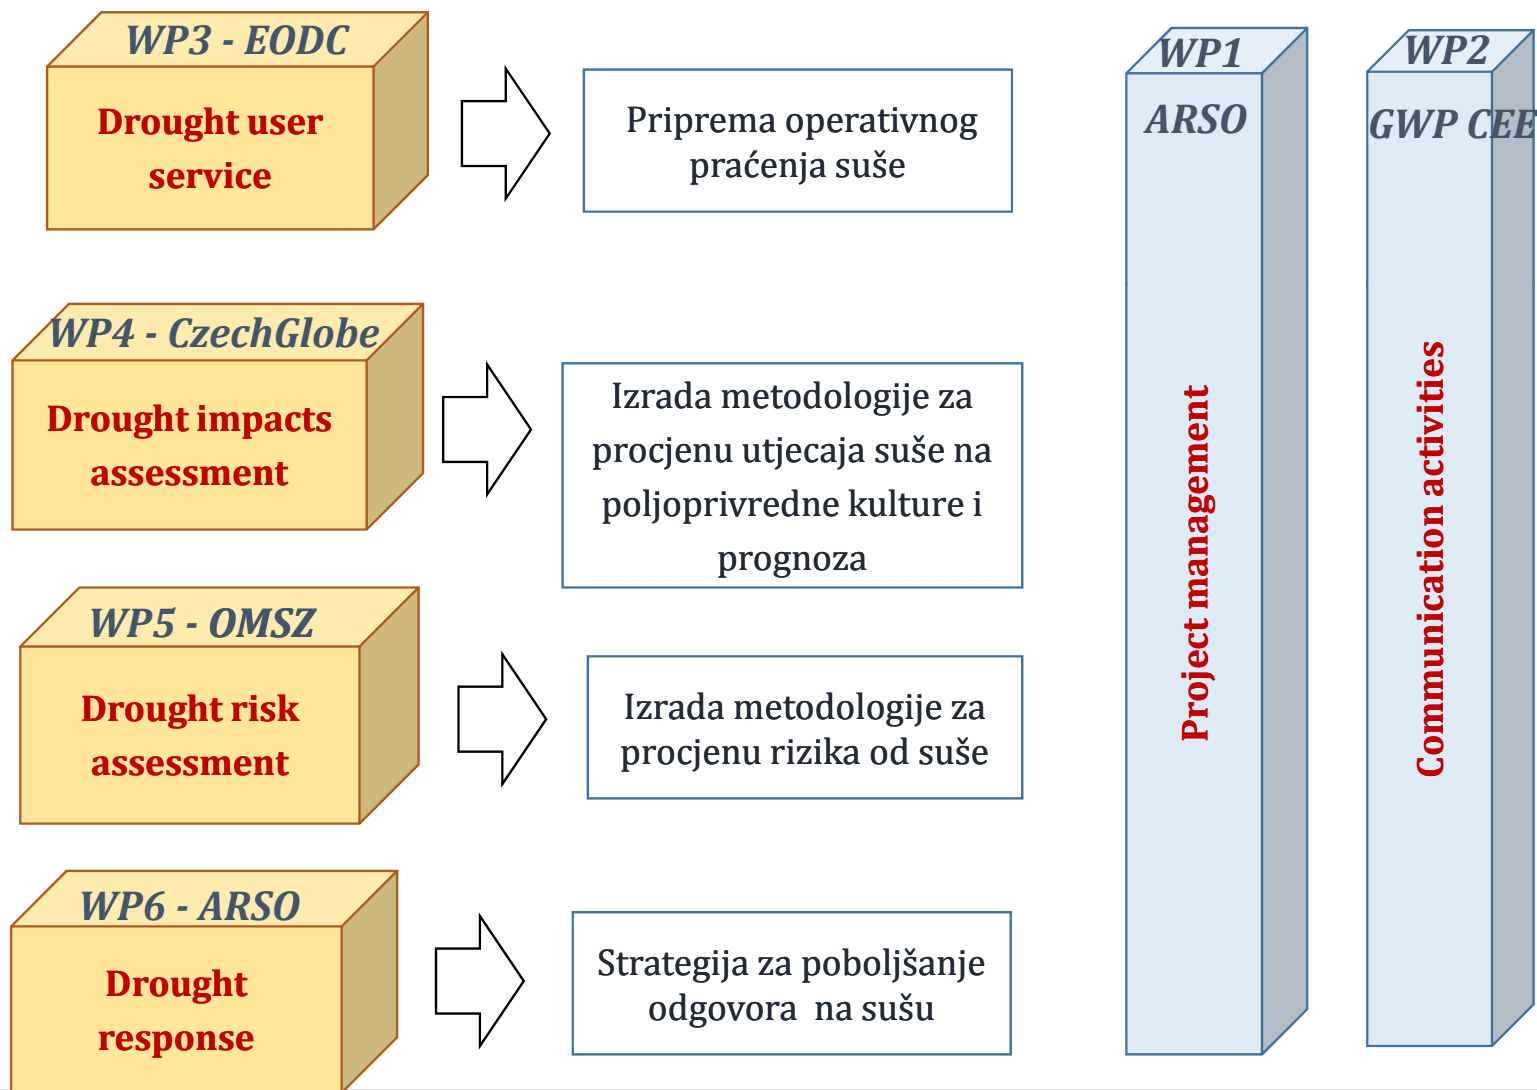 WP3 - EODC
Drought user
service
Priprema operativnog
praćenja suše
WP4 - CzechGlobe
Drought impacts
assessment
Izrada metodologije za
procjenu utjecaja suše na
poljoprivredne kulture i
prognoza
WP5 - OMSZ
Drought risk
assessment
Izrada metodologije za
procjenu rizika od suše
WP6 - ARSO
Drought
response
Strategija za poboljšanje
odgovora  na sušu
WP1
ARSO
Project management
WP2
GWP CEE
Communication activities